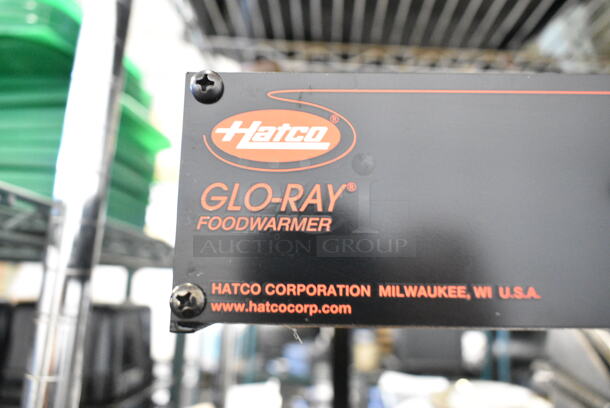 Hatco®
GLO-RAY®
FOODWARMER
AUCTION GROUP
HATCO CORPORATION MILWAUKEE, WI U.S.A.
www.hatcocorp.com